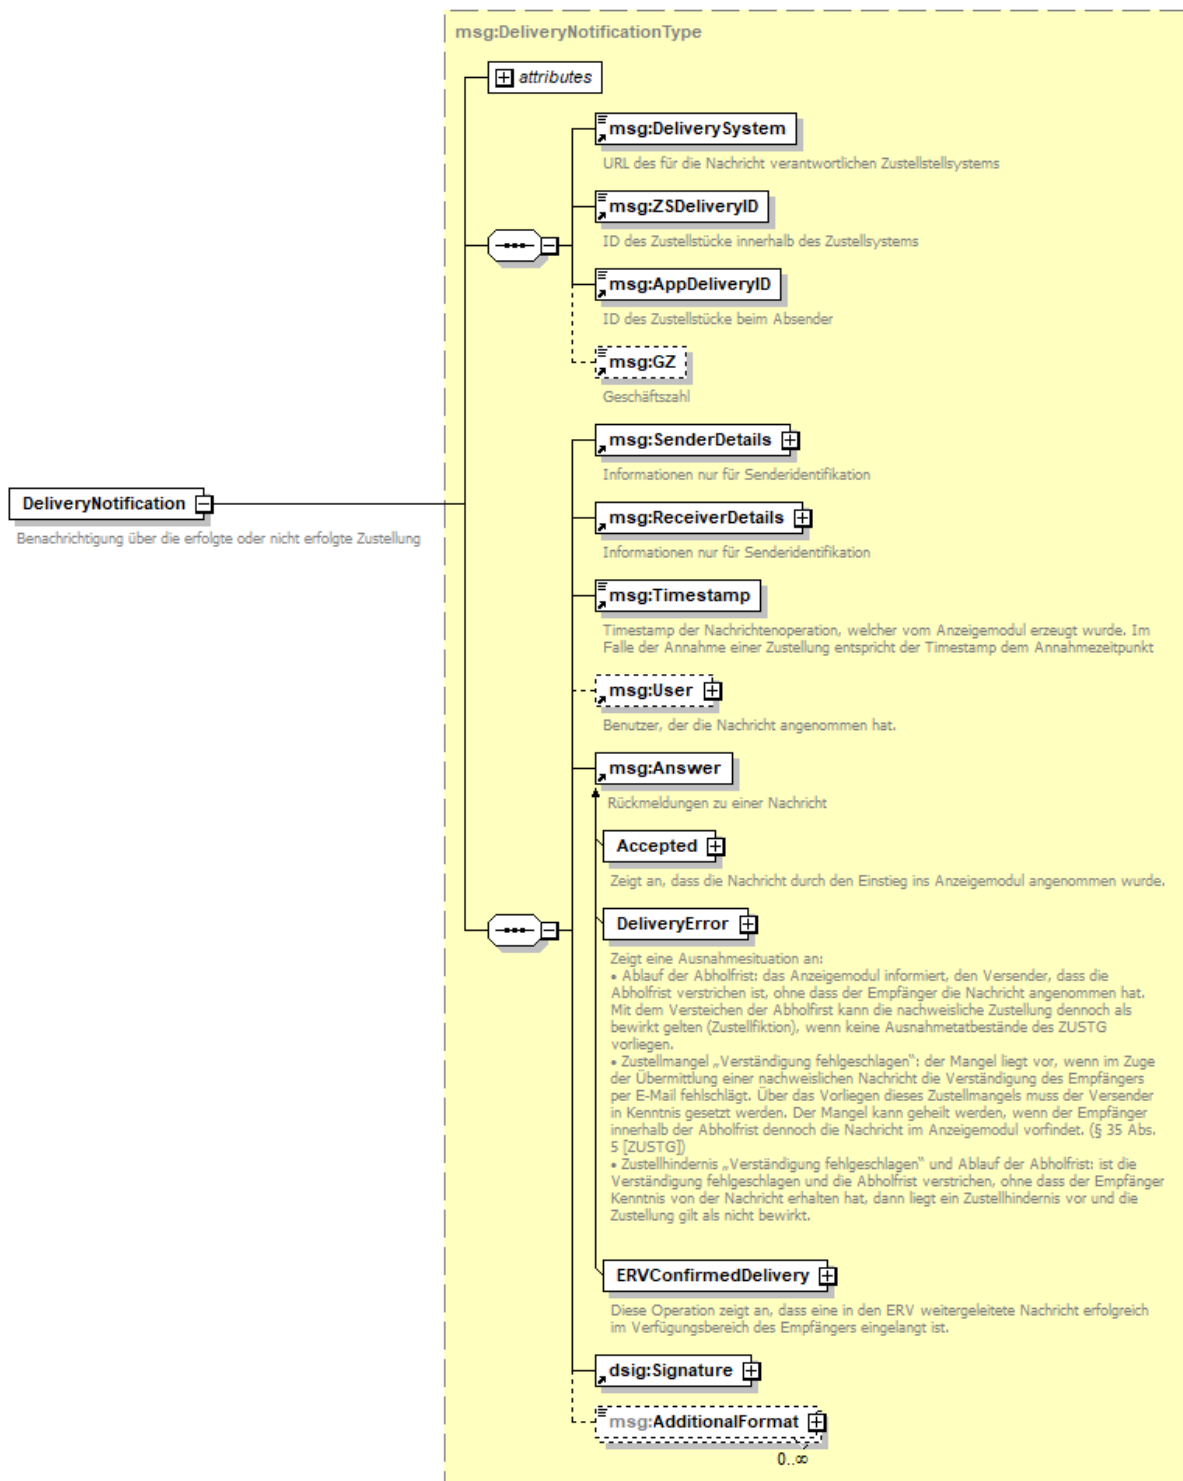 msg:DeliveryNotificationType
attributes
msg:DeliverySystem
URL des für die Nachricht verantwortlichen Zustellstellsystems
msg:ZSDeliveryID
ID des Zustellstücke innerhalb des Zustellsystems
msg:AppDeliveryID
ID des Zustellstücke beim Absender
msg:GZ
Geschäftszahl
msg:SenderDetails
Informationen nur für Senderidentifikation
DeliveryNotification
Benachrichtigung über die erfolgte oder nicht erfolgte Zustellung
msg:ReceiverDetails
Informationen nur für Senderidentifikation
msg:Timestamp
Timestamp der Nachrichtenoperation, welcher vom Anzeigemodul erzeugt wurde. Im
Falle der Annahme einer Zustellung entspricht der Timestamp dem Annahmezeitpunkt
msg:User
Benutzer, der die Nachricht angenommen hat.
msg:Answer
Rückmeldungen zu einer Nachricht
Accepted
Zeigt an, dass die Nachricht durch den Einstieg ins Anzeigemodul angenommen wurde.
DeliveryError
Zeigt eine Ausnahmesituation an:
• Ablauf der Abholfrist: das Anzeigemodul informiert, den Versender, dass die
Abholfrist verstrichen ist, ohne dass der Empfänger die Nachricht angenommen hat.
Mit dem Versteichen der Abholfirst kann die nachweisliche Zustellung dennoch als
bewirkt gelten (Zustellfiktion), wenn keine Ausnahmetatbestände des ZUSTG
vorliegen.
• Zustellmangel „Verständigung fehlgeschlagen“: der Mangel liegt vor, wenn im Zuge
der Übermittlung einer nachweislichen Nachricht die Verständigung des Empfängers
per E-Mail fehlschlägt. Über das Vorliegen dieses Zustellmangels muss der Versender
in Kenntnis gesetzt werden. Der Mangel kann geheilt werden, wenn der Empfänger
innerhalb der Abholfrist dennoch die Nachricht im Anzeigemodul vorfindet. (§ 35 Abs.
5 [ZUSTG])
• Zustellhindernis „Verständigung fehlgeschlagen“ und Ablauf der Abholfrist: ist die
Verständigung fehlgeschlagen und die Abholfrist verstrichen, ohne dass der Empfänger
Kenntnis von der Nachricht erhalten hat, dann liegt ein Zustellhindernis vor und die
Zustellung gilt als nicht bewirkt.
ERVConfirmedDelivery
Diese Operation zeigt an, dass eine in den ERV weitergeleitete Nachricht erfolgreich
im Verfügungsbereich des Empfängers eingelangt ist.
dsig:Signature
msg:AdditionalFormat
0..∞